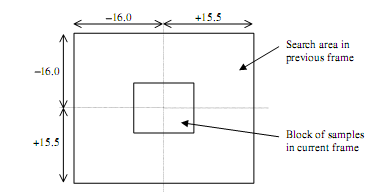 −16.0
+15.5
Search area in
previous frame
−16.0
Block of samples
in current frame
+15.5